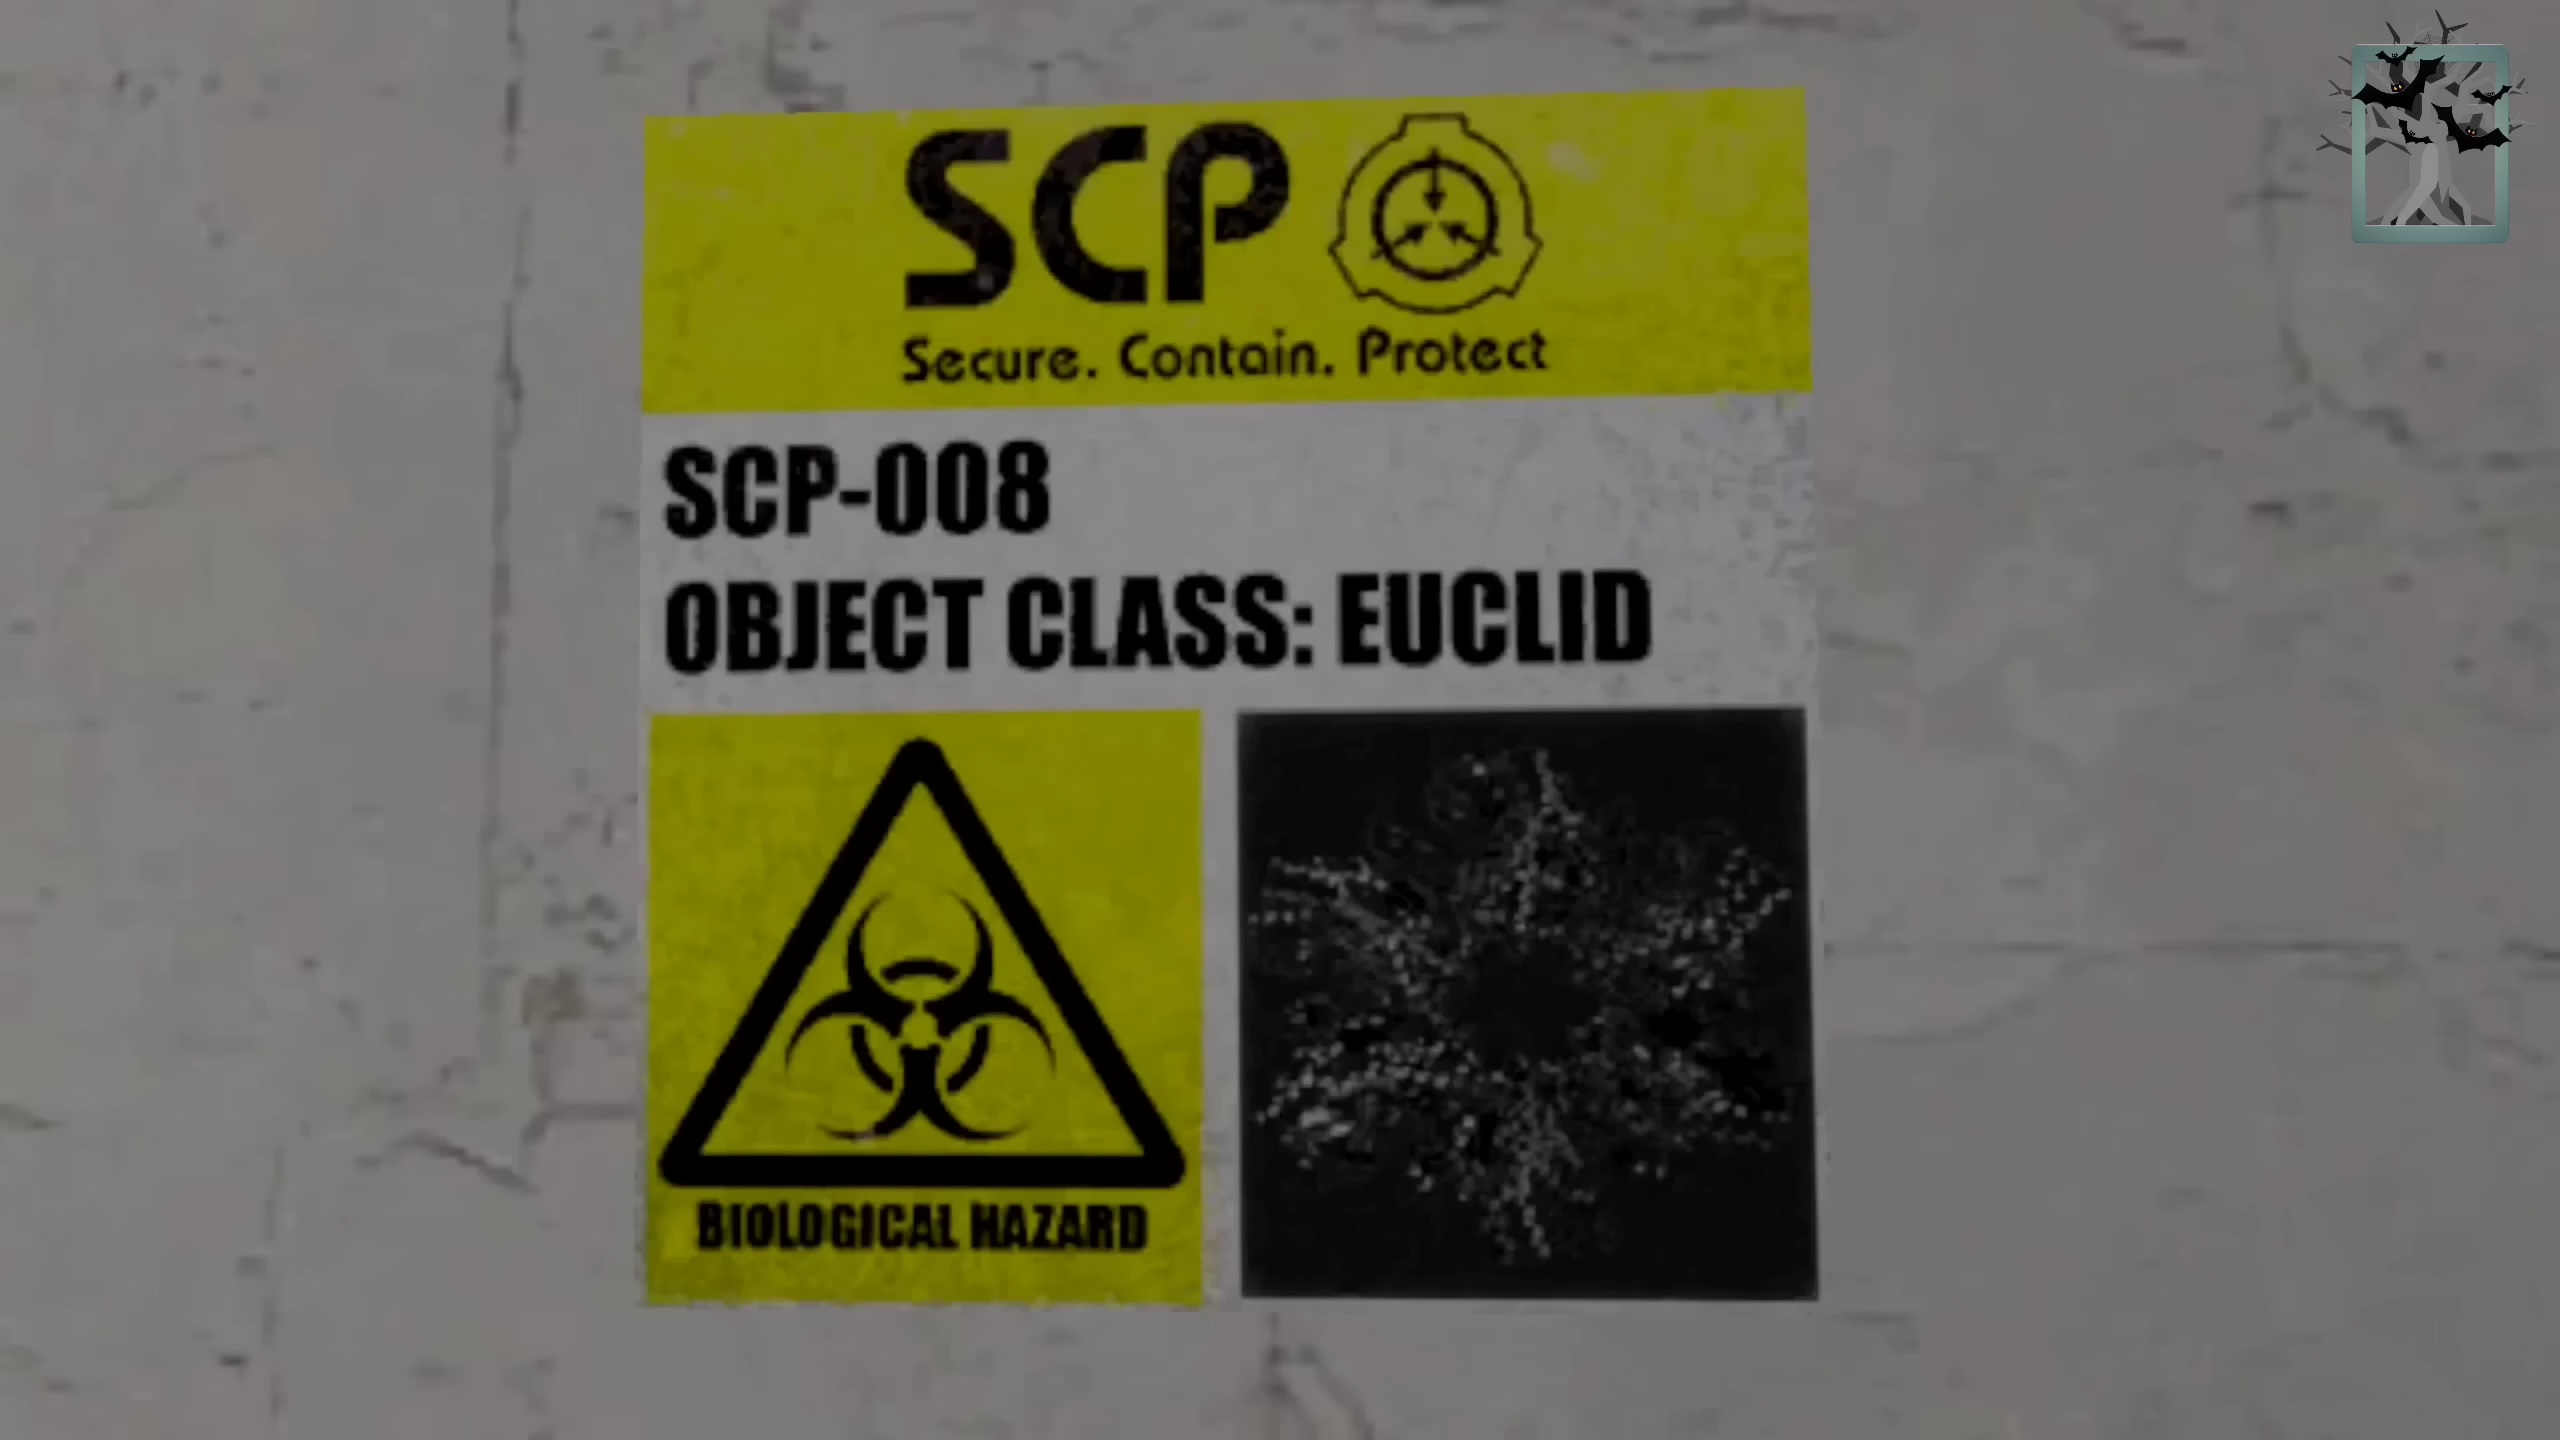 SCP
Secure. Contain. Protect
SCP-008
OBJECT CLASS: EUCLID
BIOLOGICAL HAZARD